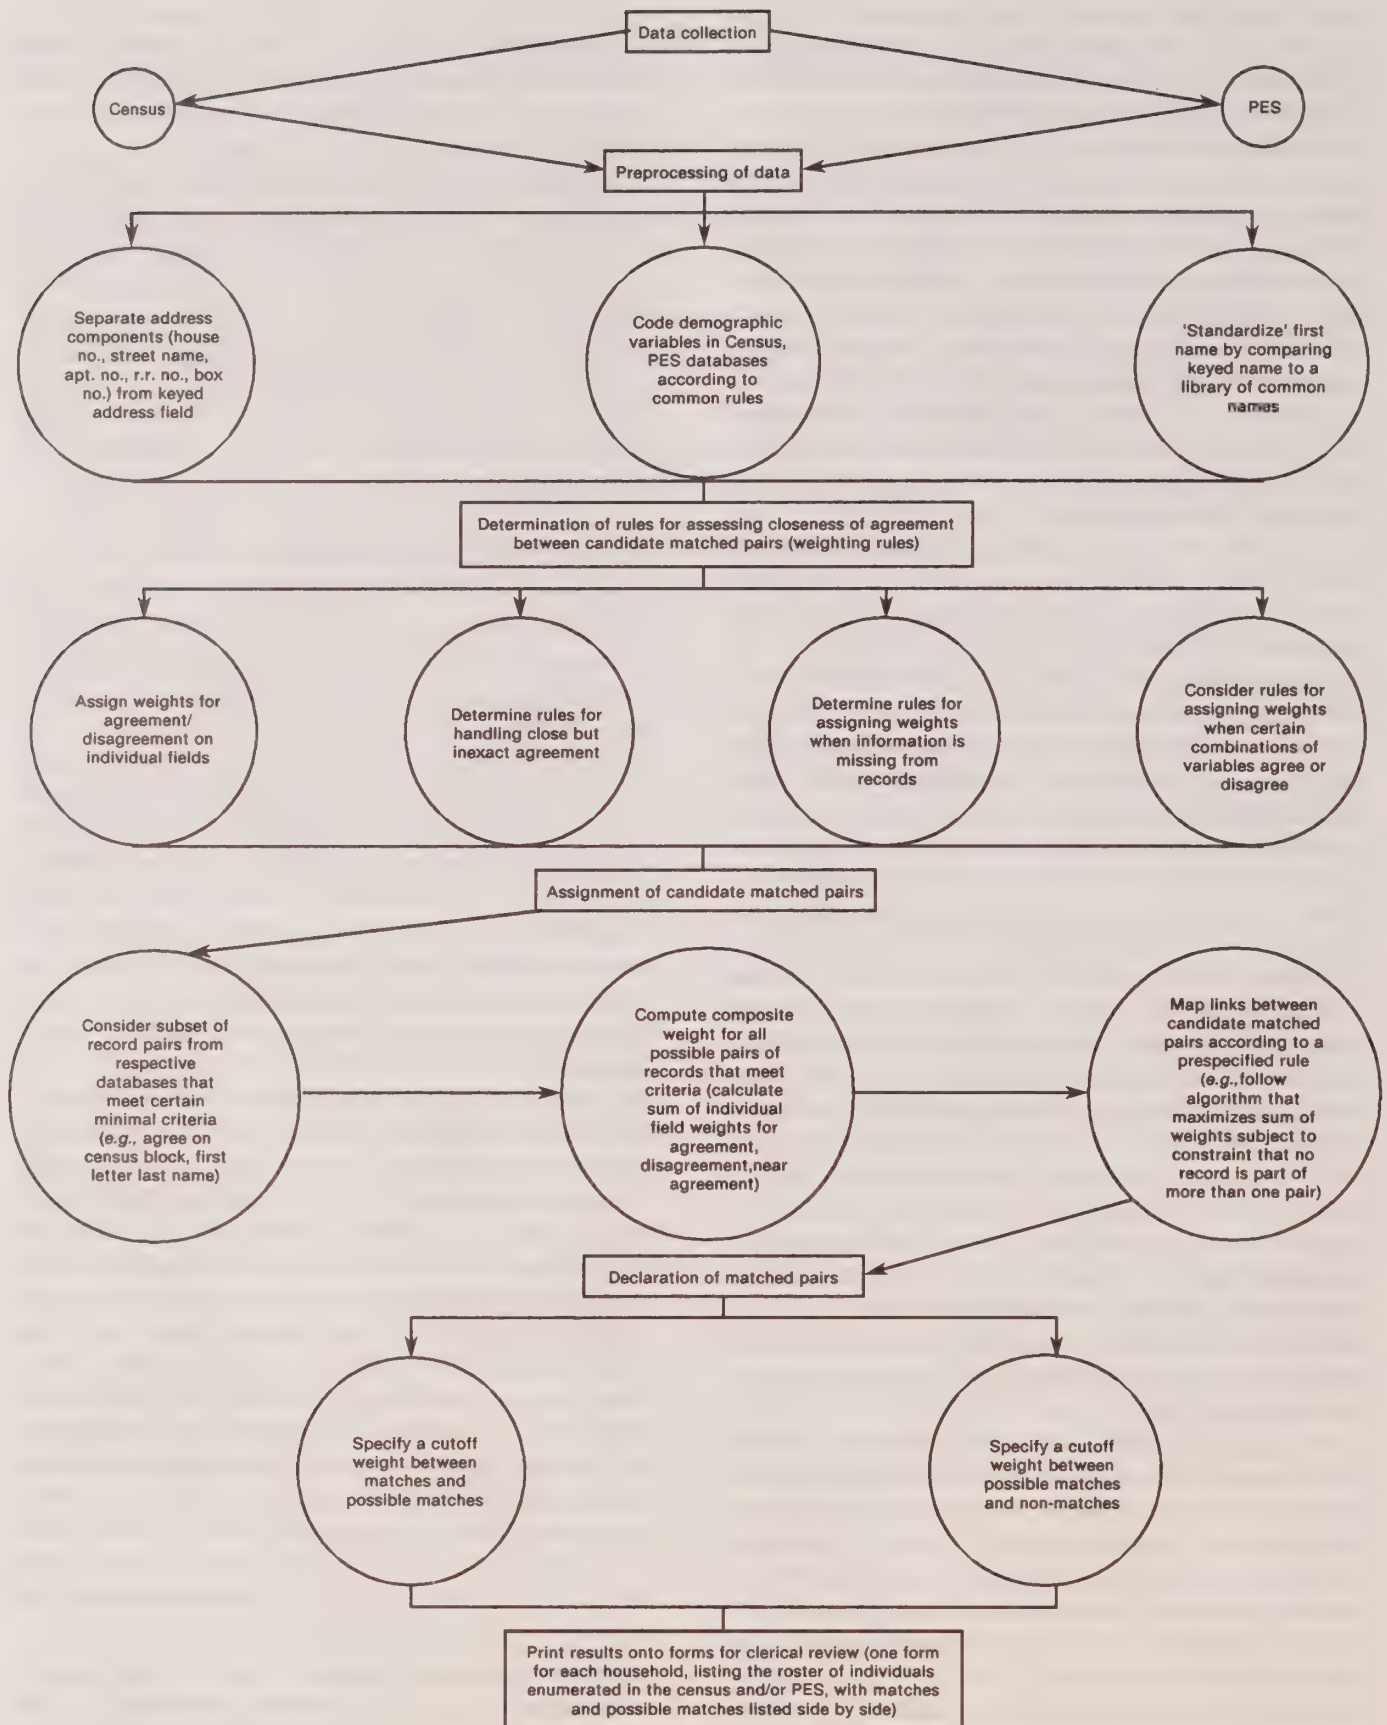 Data collection
Census
PES
Preprocessing of data
Separate address
components (house
no., street name,
apt. no., r.r. no., box
no.) from keyed
address field
Code demographic
variables in Census,
PES databases
according to
common rules
'Standardize' first
name by comparing
keyed name to a
library of common
names
Determination of rules for assessing closeness of agreement
between candidate matched pairs (weighting rules)
Assign weights for
agreement/
disagreement on
individual fields
Determine rules for
handling close but
inexact agreement
Determine rules for
assigning weights
when information is
missing from
records
Consider rules for
assigning weights
when certain
combinations of
variables agree or
disagree
Assignment of candidate matched pairs
Consider subset of
record pairs from
respective
databases that
meet certain
minimal criteria
(e.g., agree on
census block, first
letter last name)
Compute composite
weight for all
possible pairs of
records that meet
criteria (calculate
sum of individual
field weights for
agreement,
disagreement,near
agreement)
Map links between
candidate matched
pairs according to a
prespecified rule
(e.g.,follow
algorithm that
maximizes sum of
weights subject to
constraint that no
record is part of
more than one pair)
Declaration of matched pairs
Specify a cutoff
weight between
matches and
possible matches
Specify a cutoff
weight between
possible matches
and non-matches
Print results onto forms for clerical review (one form
for each household, listing the roster of individuals
enumerated in the census and/or PES, with matches
and possible matches listed side by side)